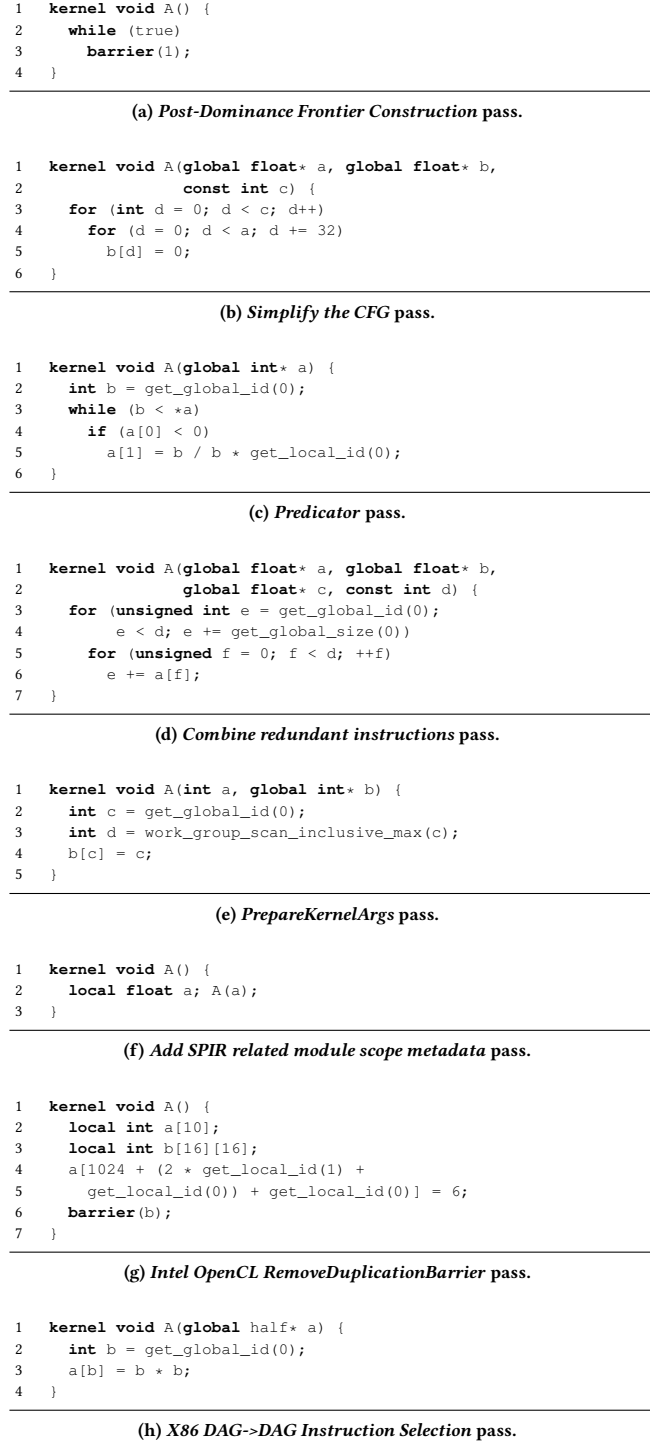 1 kernel void A() {
2   while (true)
3     barrier(1);
4 }
(a) Post-Dominance Frontier Construction pass.
1 kernel void A(global float* a, global float* b,
2               const int c) {
3   for (int d = 0; d < c; d++)
4     for (d = 0; d < a; d += 32)
5       b[d] = 0;
6 }
(b) Simplify the CFG pass.
1 kernel void A(global int* a) {
2   int b = get_global_id(0);
3   while (b < *a)
4     if (a[0] < 0)
5       a[1] = b / b * get_local_id(0);
6 }
(c) Predicator pass.
1 kernel void A(global float* a, global float* b,
2               global float* c, const int d) {
3   for (unsigned int e = get_global_id(0);
4        e < d; e += get_global_size(0))
5     for (unsigned f = 0; f < d; ++f)
6       e += a[f];
7 }
(d) Combine redundant instructions pass.
1 kernel void A(int a, global int* b) {
2   int c = get_global_id(0);
3   int d = work_group_scan_inclusive_max(c);
4   b[c] = c;
5 }
(e) PrepareKernelArgs pass.
1 kernel void A() {
2   local float a; A(a);
3 }
(f) Add SPIR related module scope metadata pass.
1 kernel void A() {
2   local int a[10];
3   local int b[16][16];
4   a[1024 + (2 * get_local_id(1) +
5     get_local_id(0)) + get_local_id(0)] = 6;
6   barrier(b);
7 }
(g) Intel OpenCL RemoveDuplicationBarrier pass.
1 kernel void A(global half* a) {
2   int b = get_global_id(0);
3   a[b] = b * b;
4 }
(h) X86 DAG->DAG Instruction Selection pass.